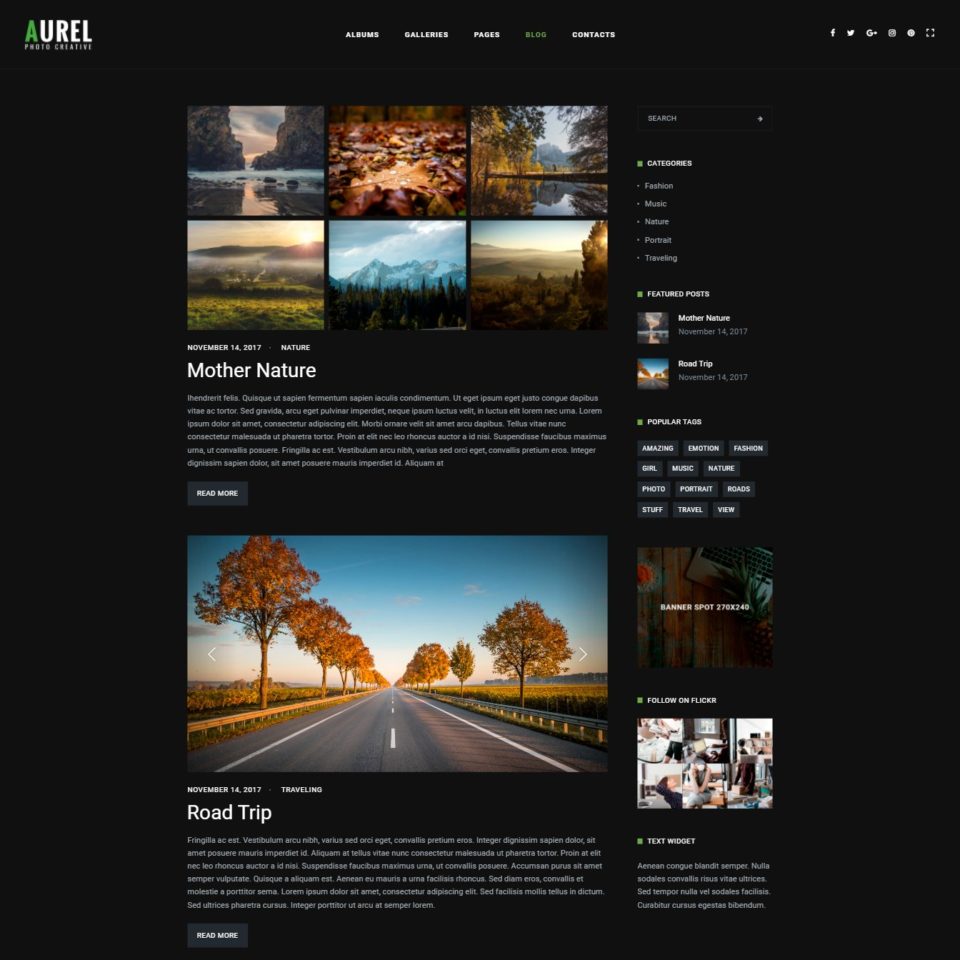 AUREL
PHOTO CREATIVE
ALBUMS GALLERIES PAGES BLOG CONTACTS
NOVEMBER 14, 2017 · NATURE
Mother Nature
Ihendrerit felis. Quisque ut sapien fermentum sapien iaculis condimentum. Ut eget ipsum eget justo congue dapibus
vitae ac tortor. Sed gravida, arcu eget pulvinar imperdiet, neque ipsum luctus velit, in luctus elit lorem nec urna. Lorem
ipsum dolor sit amet, consectetur adipiscing elit. Morbi ornare velit sit amet arcu dapibus. Tellus vitae nunc
consectetur malesuada ut pharetra tortor. Proin at elit nec leo rhoncus auctor a id nisi. Suspendisse faucibus maximus
urna, ut convallis posuere. Fringilla ac est. Vestibulum arcu nibh, varius sed orci eget, convallis pretium eros. Integer
dignissim sapien dolor, sit amet posuere mauris imperdiet id. Aliquam at
READ MORE
NOVEMBER 14, 2017 · TRAVELING
Road Trip
Fringilla ac est. Vestibulum arcu nibh, varius sed orci eget, convallis pretium eros. Integer dignissim sapien dolor, sit
amet posuere mauris imperdiet id. Aliquam at tellus vitae nunc consectetur malesuada ut pharetra tortor. Proin at elit
nec leo rhoncus auctor a id nisi. Suspendisse faucibus maximus urna, ut convallis posuere. Accumsan purus sit amet
semper vulputate. Quisque a aliquam est. Aenean eu mauris a urna facilisis rhoncus. Sed diam eros, convallis et
molestie a porttitor sema. Lorem ipsum dolor sit amet, consectetur adipiscing elit. Sed facilisis mollis tellus in dictum.
Sed ultrices pharetra cursus. Integer porttitor ut arcu at semper lorem.
READ MORE
SEARCH
CATEGORIES
Fashion
Music
Nature
Portrait
Traveling
FEATURED POSTS
Mother Nature
November 14, 2017
Road Trip
November 14, 2017
POPULAR TAGS
AMAZING EMOTION FASHION
GIRL MUSIC NATURE
PHOTO PORTRAIT ROADS
STUFF TRAVEL VIEW
BANNER SPOT 270X240
FOLLOW ON FLICKR
TEXT WIDGET
Aenean congue blandit semper. Nulla
sodales convallis risus vitae ultrices.
Sed tempor nulla vel sodales facilisis.
Curabitur cursus egestas bibendum.